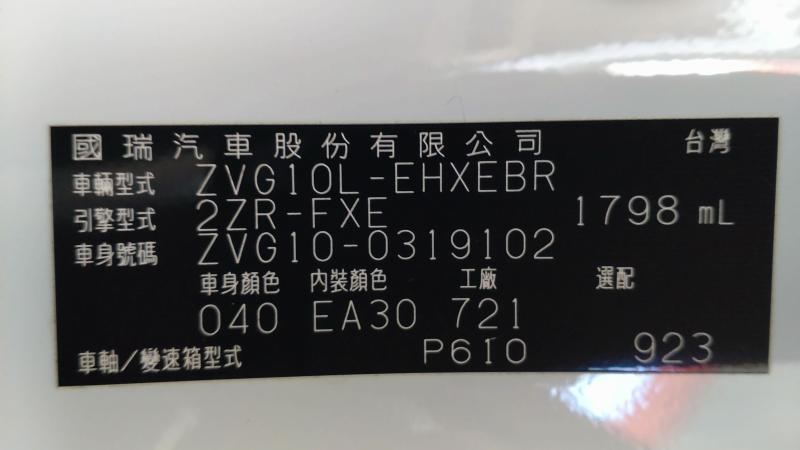 國瑞汽車股份有限公司 台灣
車輛型式 ZVG10L-EHXEBR
引擎型式 2ZR-FXE 1798 mL
車身號碼 ZVG10-0319102
車身顏色 內裝顏色 工廠 選配
040 EA30 721
車軸/變速箱型式 P610 923